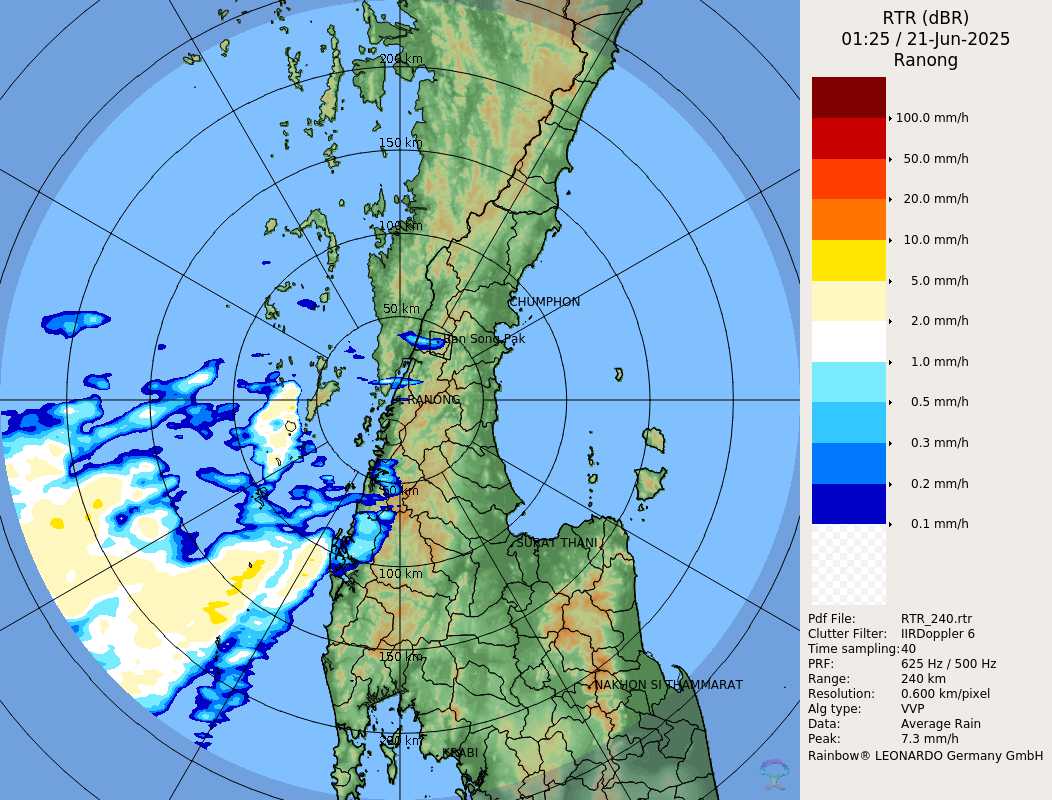 RTR (dBR)
01:25 / 21-Jun-2025
Ranong
200 km
150 km
100 km
50 km
CHUMPHON
Ban Song Pak
RANONG
50 km
SURAT THANI
100 km
150 km
NAKHON SI THAMMARAT
200 km
KRABI
100.0 mm/h
50.0 mm/h
20.0 mm/h
10.0 mm/h
5.0 mm/h
2.0 mm/h
1.0 mm/h
0.5 mm/h
0.3 mm/h
0.2 mm/h
0.1 mm/h
Pdf File: RTR_240.rtr
Clutter Filter: IIRDoppler 6
Time sampling:40
PRF: 625 Hz / 500 Hz
Range: 240 km
Resolution: 0.600 km/pixel
Alg type: VVP
Data: Average Rain
Peak: 7.3 mm/h
Rainbow® LEONARDO Germany GmbH